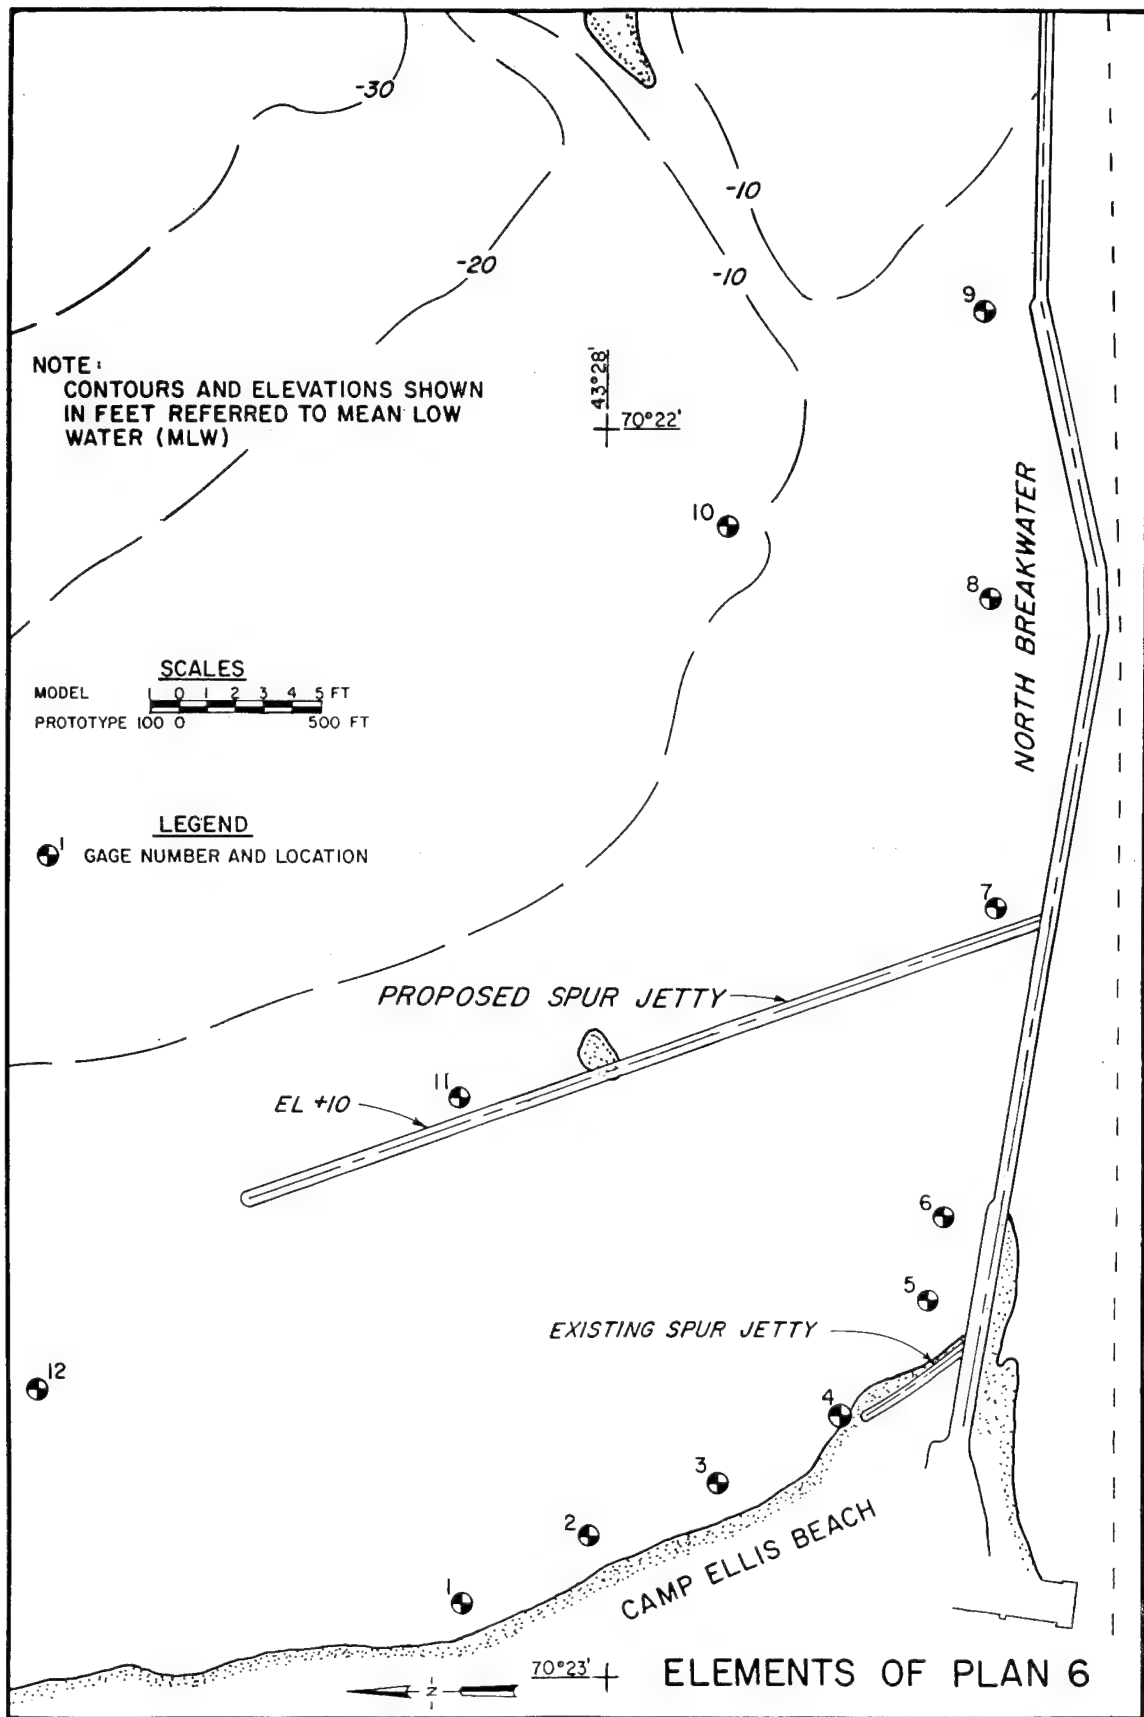 -30
-10
-20
-10
9
NOTE:
CONTOURS AND ELEVATIONS SHOWN
IN FEET REFERRED TO MEAN LOW
WATER (MLW)
43°28'
70°22'
10
NORTH BREAKWATER
8
SCALES
MODEL 1 0 1 2 3 4 5 FT
PROTOTYPE 100 0 500 FT
LEGEND
1 GAGE NUMBER AND LOCATION
7
PROPOSED SPUR JETTY
11
EL +10
6
5
EXISTING SPUR JETTY
12
4
3
2
CAMP ELLIS BEACH
1
70°23'
N
ELEMENTS OF PLAN 6